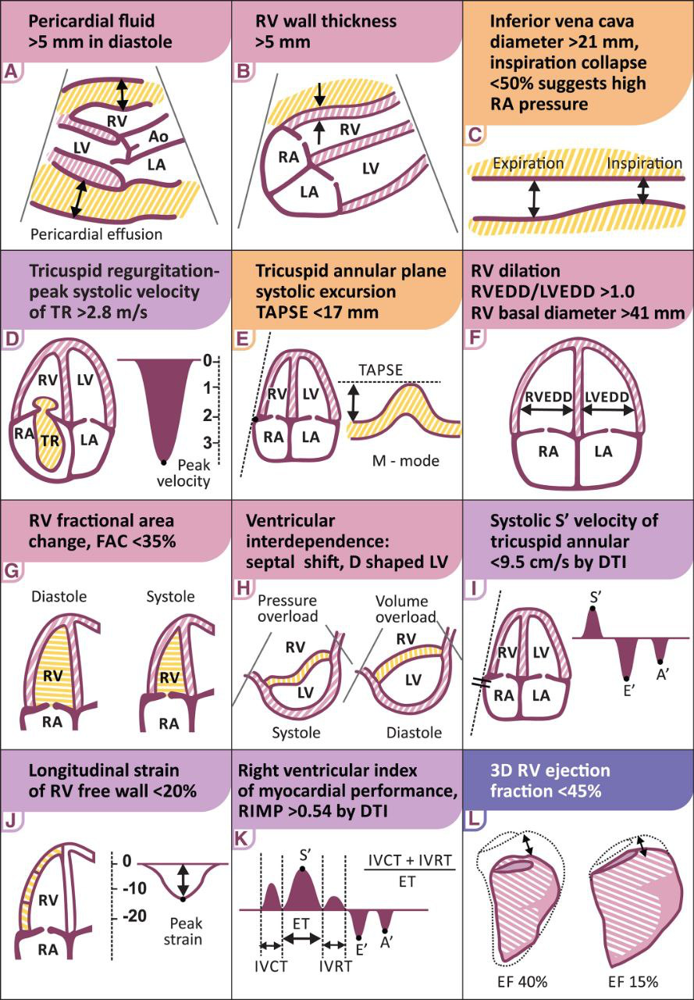 Pericardial fluid
>5 mm in diastole
A
RV
Ao
LV
LA
Pericardial effusion
RV wall thickness
>5 mm
B
RV
RA
LV
LA
Inferior vena cava
diameter >21 mm,
inspiration collapse
<50% suggests high
RA pressure
C
Expiration Inspiration
Tricuspid regurgitation-
peak systolic velocity
of TR >2.8 m/s
D
RV LV
RA TR LA
0
1
2
3
Peak
velocity
Tricuspid annular plane
systolic excursion
TAPSE <17 mm
E
TAPSE
RV LV
RA LA
M - mode
RV dilation
RVEDD/LVEDD >1.0
RV basal diameter >41 mm
F
RVEDD LVEDD
RA LA
RV fractional area
change, FAC <35%
G
Diastole Systole
RV RV
RA RA
Ventricular
interdependence:
septal shift, D shaped LV
H
Pressure
overload
Volume
overload
RV RV
LV LV
Systole Diastole
Systolic S’ velocity of
tricuspid annular
<9.5 cm/s by DTI
I
S’
RV LV
RA LA
E’ A’
Longitudinal strain
of RV free wall <20%
J
RV
RA
0
-10
-20
Peak
strain
Right ventricular index
of myocardial performance,
RIMP >0.54 by DTI
K
S’
IVCT + IVRT
ET
ET
E’ A’
IVCT IVRT
3D RV ejection
fraction <45%
L
EF 40% EF 15%